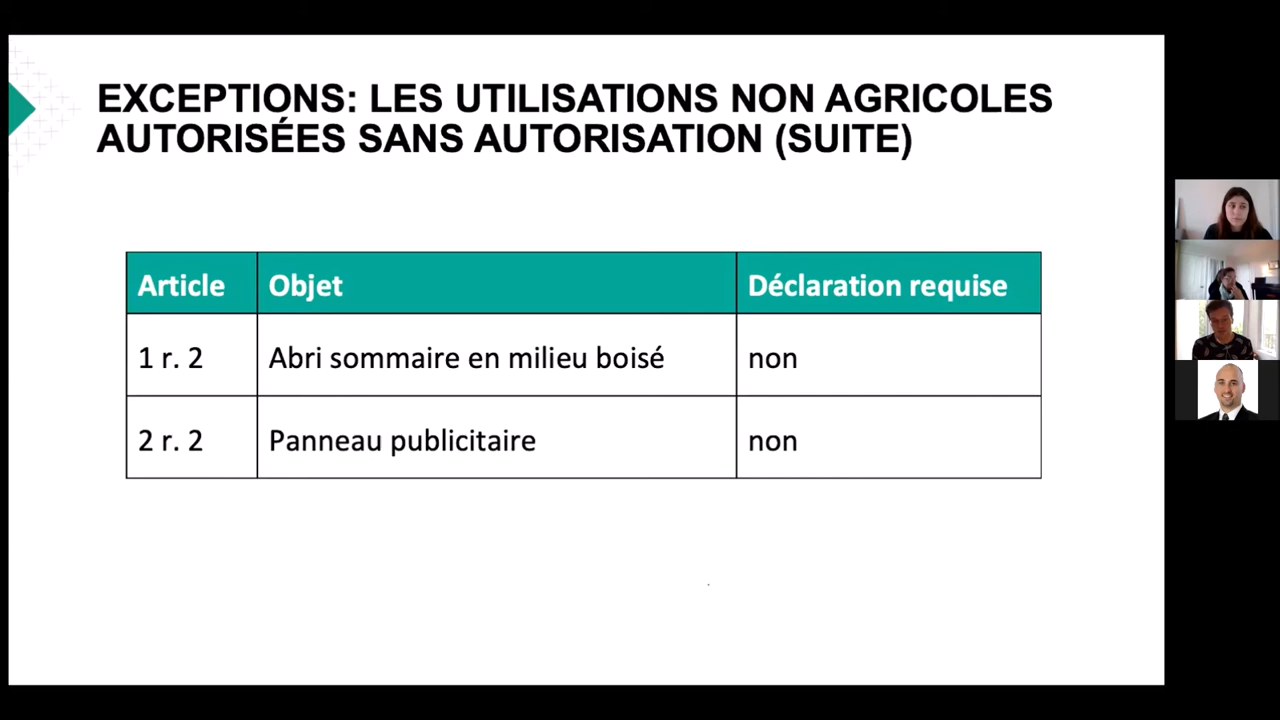 EXCEPTIONS: LES UTILISATIONS NON AGRICOLES
AUTORISÉES SANS AUTORISATION (SUITE)
Article Objet Déclaration requise
1 r. 2 Abri sommaire en milieu boisé non
2 r. 2 Panneau publicitaire non